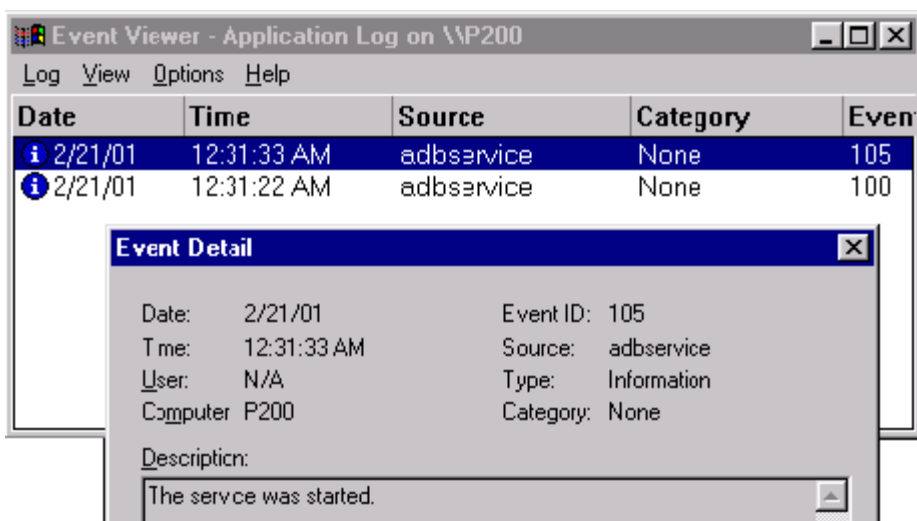 Event Viewer - Application Log on \\P200
Log View Options Help
Date Time Source Category Even
2/21/01 12:31:33 AM adbservice None 105
2/21/01 12:31:22 AM adbservice None 100
Event Detail
Date: 2/21/01 Event ID: 105
Time: 12:31:33 AM Source: adbservice
User: N/A Type: Information
Computer P200 Category: None
Description:
The service was started.